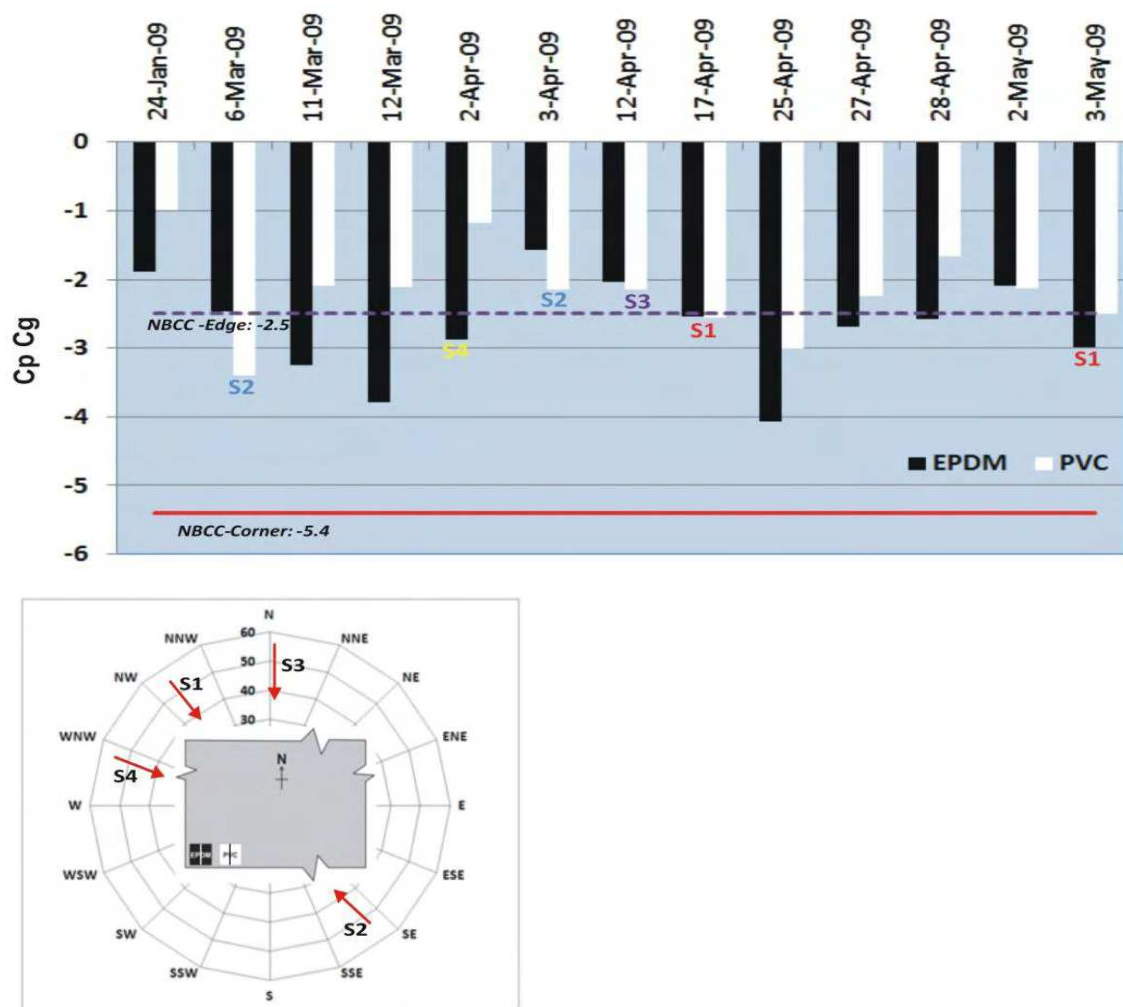 24-Jan-09
6-Mar-09
11-Mar-09
12-Mar-09
2-Apr-09
3-Apr-09
12-Apr-09
17-Apr-09
25-Apr-09
27-Apr-09
28-Apr-09
2-May-09
3-May-09
Cp Cg
0
-1
-2
-3
-4
-5
-6
NBCC -Edge: -2.5
S2
S4
S2
S3
S1
S1
EPDM PVC
NBCC-Corner: -5.4
N
NNW 60 NNE
50 S3
NW S1 40 NE
30
WNW N ENE
S4
W E
EPDM PVC
WSW ESE
SW S2 SE
SSW SSE
S